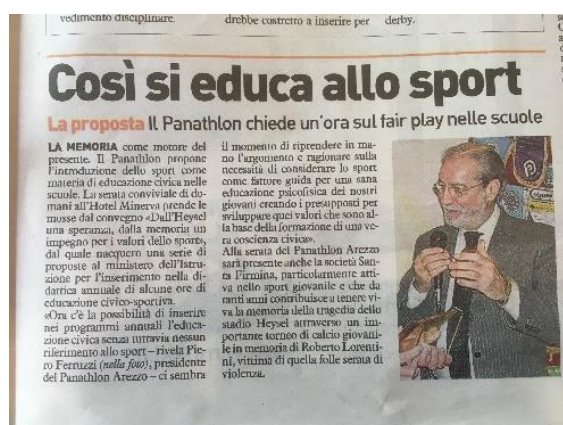 vedimento disciplinare.
drebbe costretto a inserire per
derby.
Così si educa allo sport
La proposta Il Panathlon chiede un'ora sul fair play nelle scuole
LA MEMORIA come motore del
presente. Il Panathlon propone
l'introduzione dello sport come
materia di educazione civica nelle
scuole. La serata conviviale di do-
mani all'Hotel Minerva prende le
mosse dal convegno «Dall'Heysel
una speranza, dalla memoria un
impegno per i valori dello sport»,
dal quale nacquero una serie di
proposte al ministero dell'Istru-
zione per l'inserimento nella di-
dattica annuale di alcune ore di
educazione civico-sportiva.
«Ora c'è la possibilità di inserire
nei programmi annuali l'educa-
zione civica senza tuttavia nessun
riferimento allo sport – rivela Pie-
ro Ferruzzi (nella foto), presidente
del Panathlon Arezzo – ci sembra
il momento di riprendere in ma-
no l'argomento e ragionare sulla
necessità di considerare lo sport
come fattore guida per una sana
educazione psicofisica dei nostri
giovani creando i presupposti per
sviluppare quei valori che sono al-
la base della formazione di una ve-
ra coscienza civica».
Alla serata del Panathlon Arezzo
sarà presente anche la società San-
ta Firmina, particolarmente atti-
va nello sport giovanile e che da
tanti anni contribuisce a tenere vi-
va la memoria della tragedia dello
stadio Heysel attraverso un im-
portante torneo di calcio giovani-
le in memoria di Roberto Lorenti-
ni, vittima di quella folle serata di
violenza.